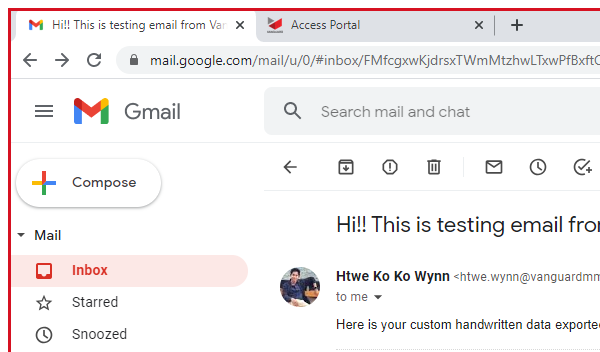 Hi!! This is testing email from Van
Access Portal
mail.google.com/mail/u/0/#inbox/FMfcgxwKjdrsxTWmMtzhwLTxwPfBxftC
Gmail
Search mail and chat
Compose
Mail
Hi!! This is testing email fro
Inbox
Htwe Ko Ko Wynn <htwe.wynn@vanguardmm
to me
Starred
Here is your custom handwritten data exporte
Snoozed